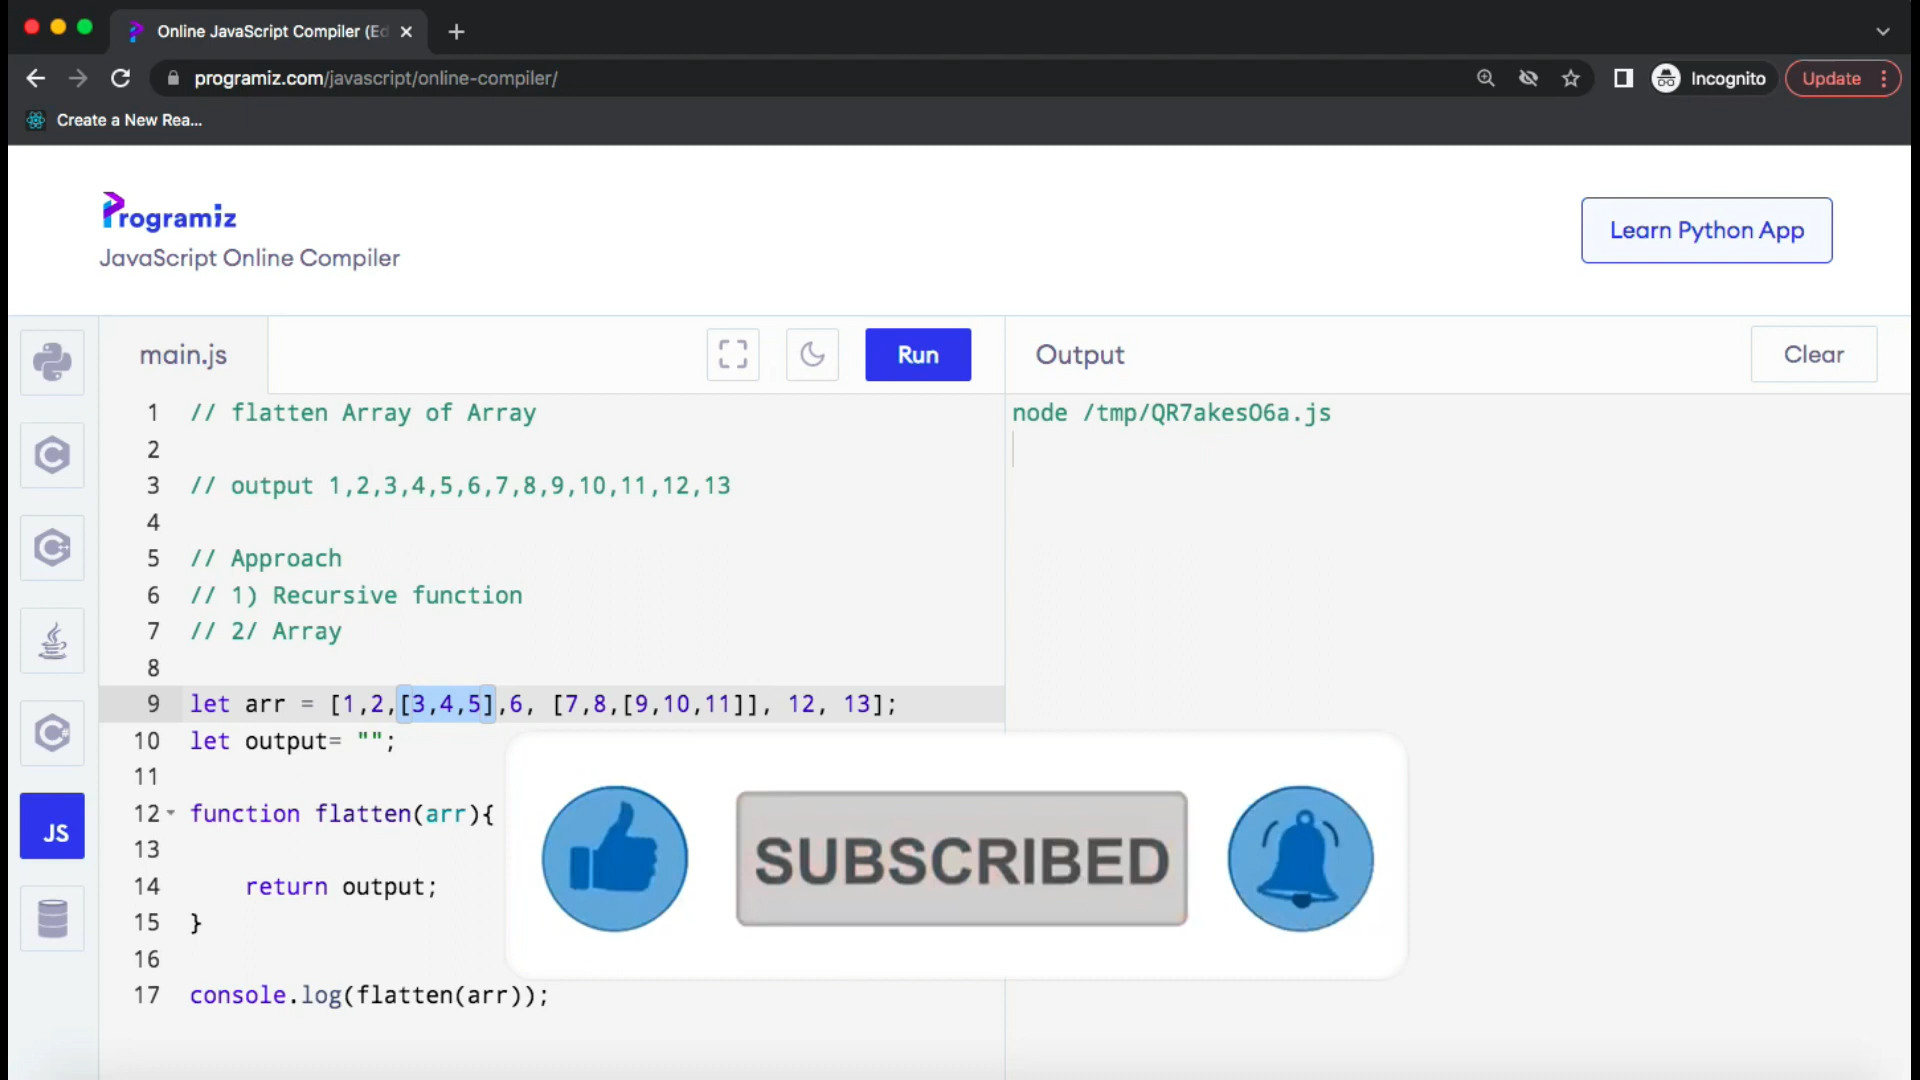 Online JavaScript Compiler (Ed
programiz.com/javascript/online-compiler/
Incognito
Update
Create a New Rea...
Programiz
JavaScript Online Compiler
Learn Python App
main.js
Run
Output
Clear
1 // flatten Array of Array
2
3 // output 1,2,3,4,5,6,7,8,9,10,11,12,13
4
5 // Approach
6 // 1) Recursive function
7 // 2/ Array
8
9 let arr = [1,2,[3,4,5],6, [7,8,[9,10,11]], 12, 13];
10 let output= "";
11
12 function flatten(arr){
13
14 return output;
15 }
16
17 console.log(flatten(arr));
node /tmp/QR7akesO6a.js
JS
SUBSCRIBED